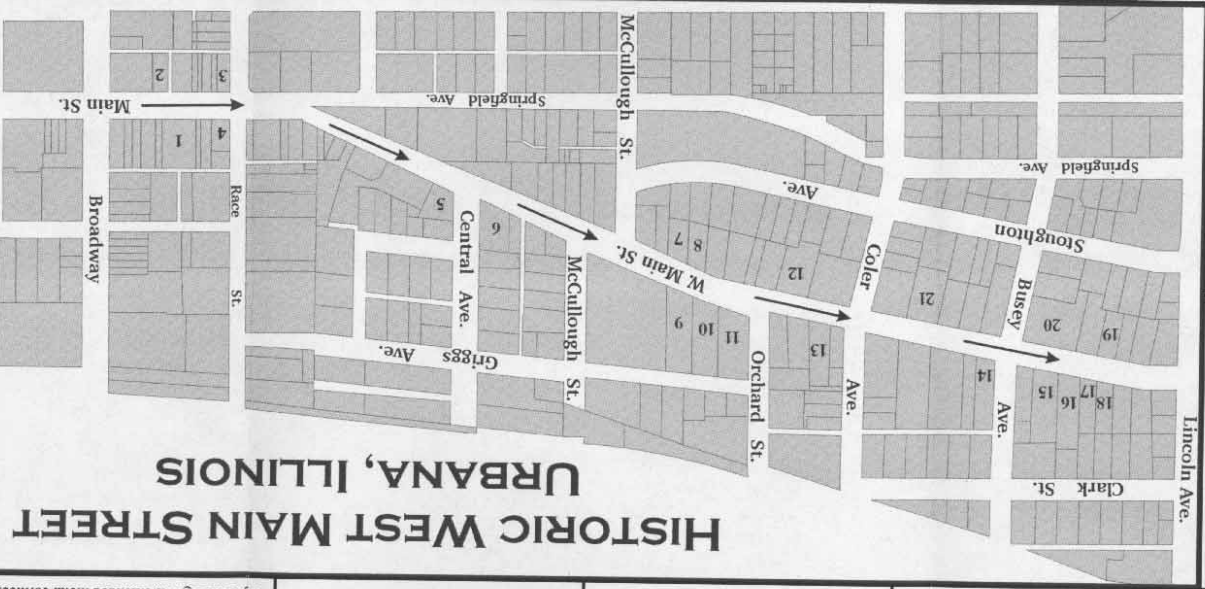 HISTORIC WEST MAIN STREET
URBANA, ILLINOIS
Clark St.
Lincoln Ave.
Griggs Ave.
Orchard St.
McCullough St.
Central Ave.
Race St.
Broadway
18
17
16
15
14
13
11
10
9
6
5
4
1
19
20
21
12
8
7
3
2
Busey Ave.
Coler Ave.
W. Main St.
Stoughton Ave.
Springfield Ave.
McCullough St.
Springfield Ave.
Main St.